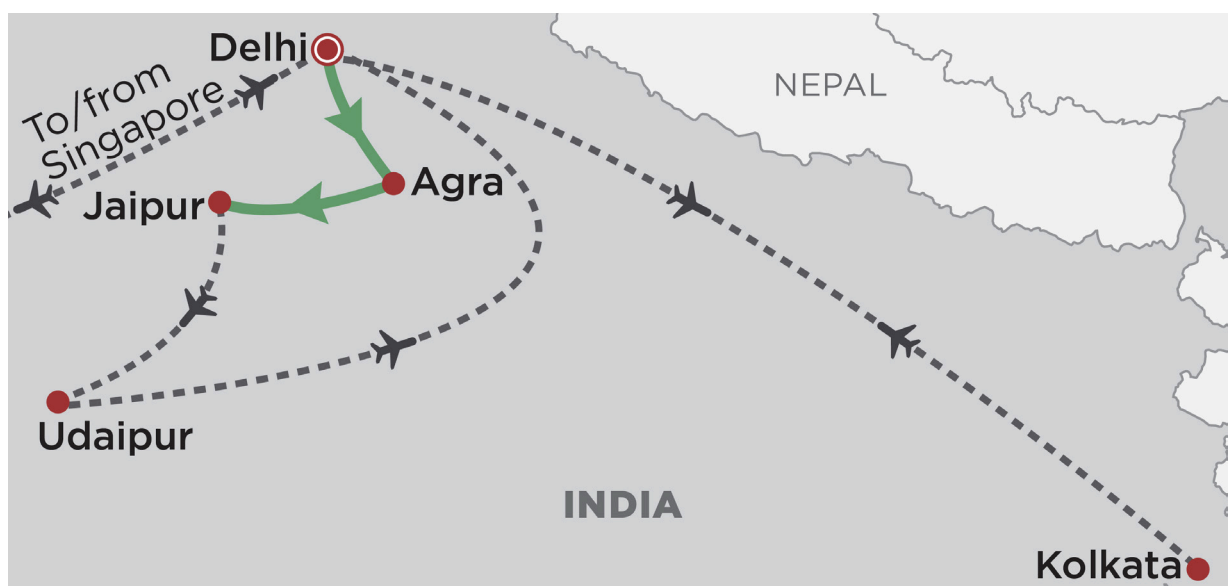 Delhi
NEPAL
To/from
Singapore
Jaipur
Agra
Udaipur
INDIA
Kolkata